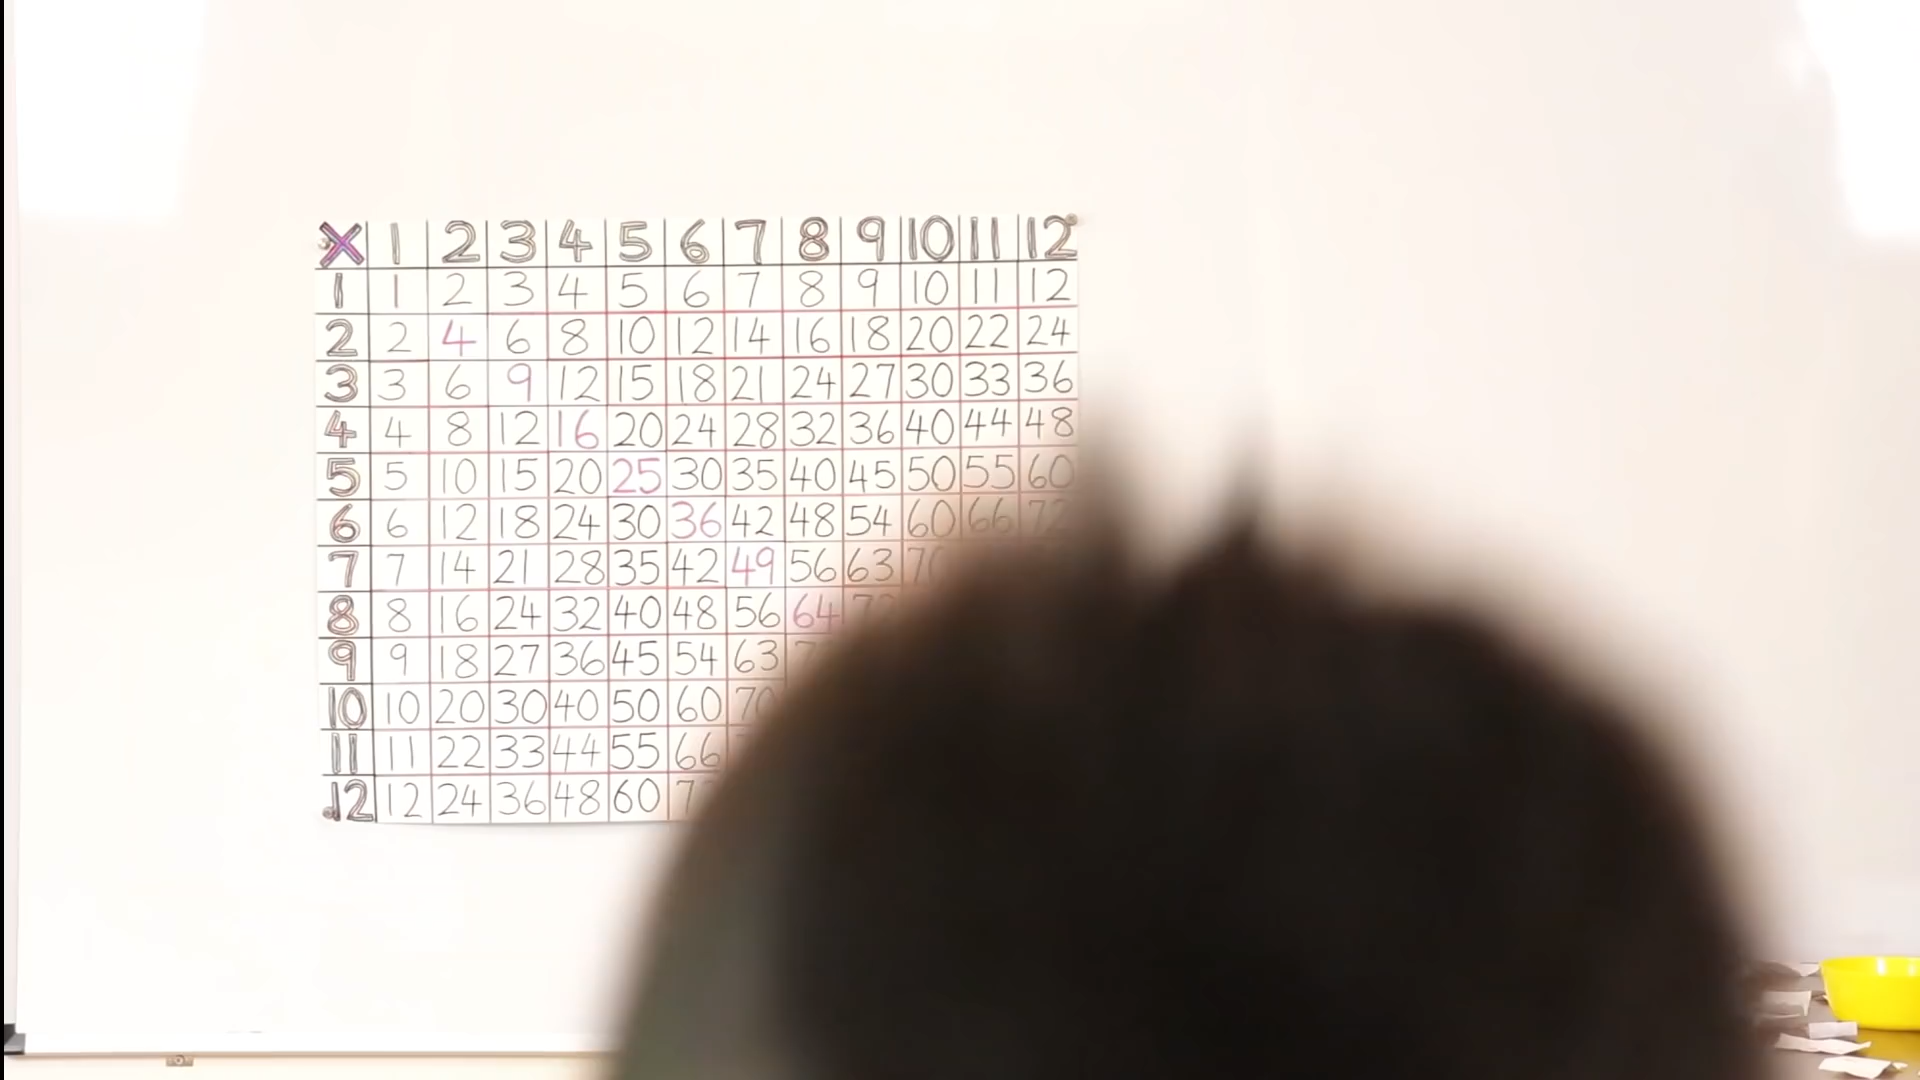 X 1 2 3 4 5 6 7 8 9 10 11 12
1 1 2 3 4 5 6 7 8 9 10 11 12
2 2 4 6 8 10 12 14 16 18 20 22 24
3 3 6 9 12 15 18 21 24 27 30 33 36
4 4 8 12 16 20 24 28 32 36 40 44 48
5 5 10 15 20 25 30 35 40 45 50 55 60
6 6 12 18 24 30 36 42 48 54 60 66 72
7 7 14 21 28 35 42 49 56 63 70
8 8 16 24 32 40 48 56 64 72
9 9 18 27 36 45 54 63
10 10 20 30 40 50 60 70
11 11 22 33 44 55 66
12 12 24 36 48 60